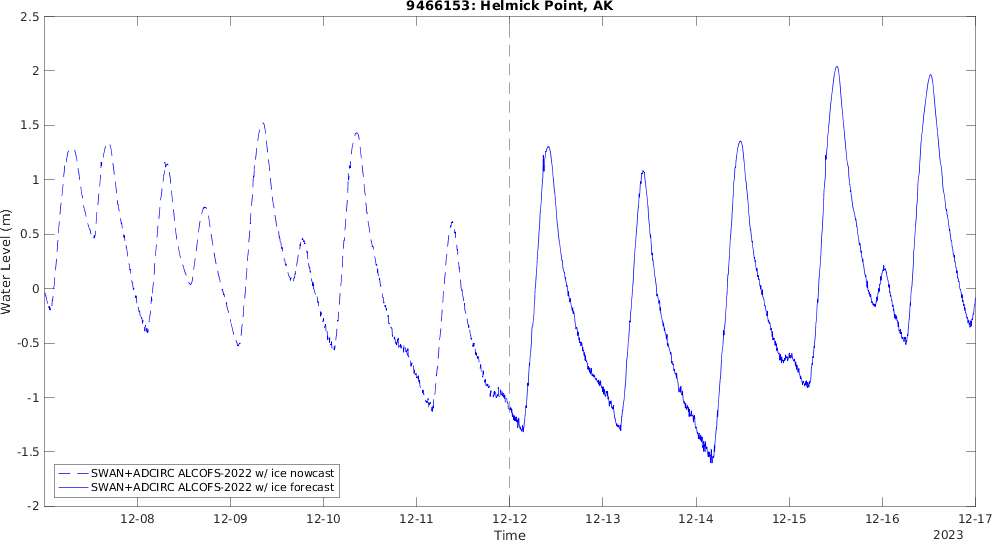 9466153: Helmick Point, AK
2.5
2
1.5
1
0.5
0
-0.5
-1
-1.5
-2
Water Level (m)
SWAN+ADCIRC ALCOFS-2022 w/ ice nowcast
SWAN+ADCIRC ALCOFS-2022 w/ ice forecast
12-08 12-09 12-10 12-11 12-12 12-13 12-14 12-15 12-16 12-17
Time
2023